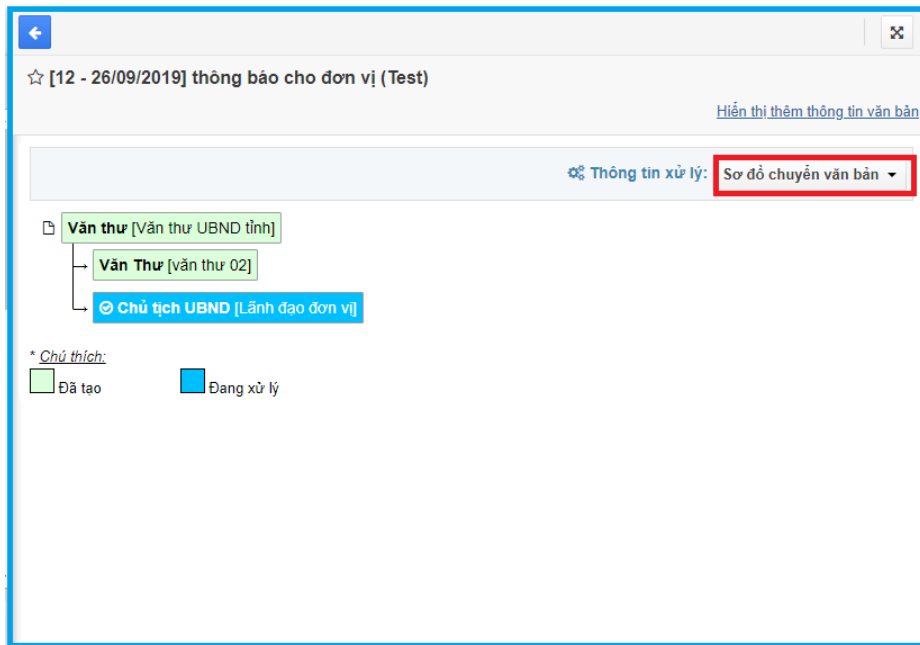 [12 - 26/09/2019] thông báo cho đơn vị (Test)
Hiển thị thêm thông tin văn bản
Thông tin xử lý: Sơ đồ chuyển văn bản
Văn thư [Văn thư UBND tỉnh]
Văn Thư [văn thư 02]
Chủ tịch UBND [Lãnh đạo đơn vị]
* Chú thích:
Đã tạo Đang xử lý